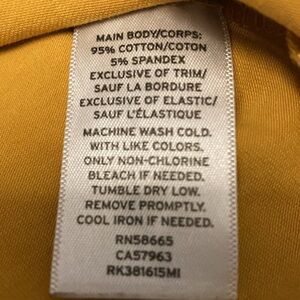 MAIN BODY/CORPS:
95% COTTON/COTON
5% SPANDEX
EXCLUSIVE OF TRIM/
SAUF LA BORDURE
EXCLUSIVE OF ELASTIC/
SAUF L'ÉLASTIQUE
MACHINE WASH COLD.
WITH LIKE COLORS.
ONLY NON-CHLORINE
BLEACH IF NEEDED.
TUMBLE DRY LOW.
REMOVE PROMPTLY.
COOL IRON IF NEEDED.
RN58665
CA57963
RK381615MI